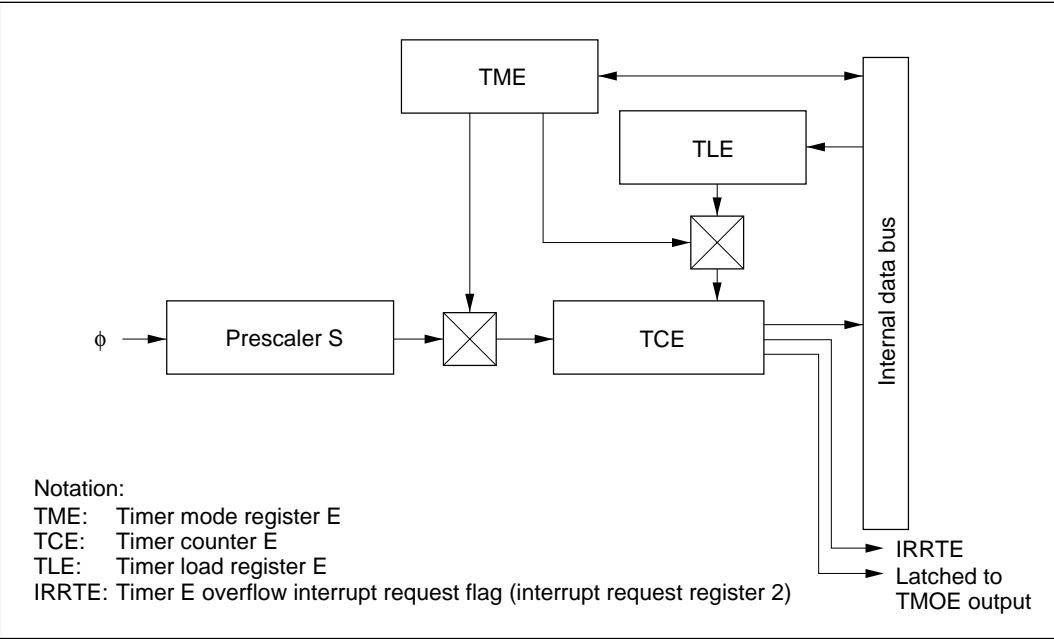 TME
TLE
Internal data bus
ϕ
Prescaler S
TCE
Notation:
TME: Timer mode register E
TCE: Timer counter E
TLE: Timer load register E
IRRTE: Timer E overflow interrupt request flag (interrupt request register 2)
IRRTE
Latched to
TMOE output